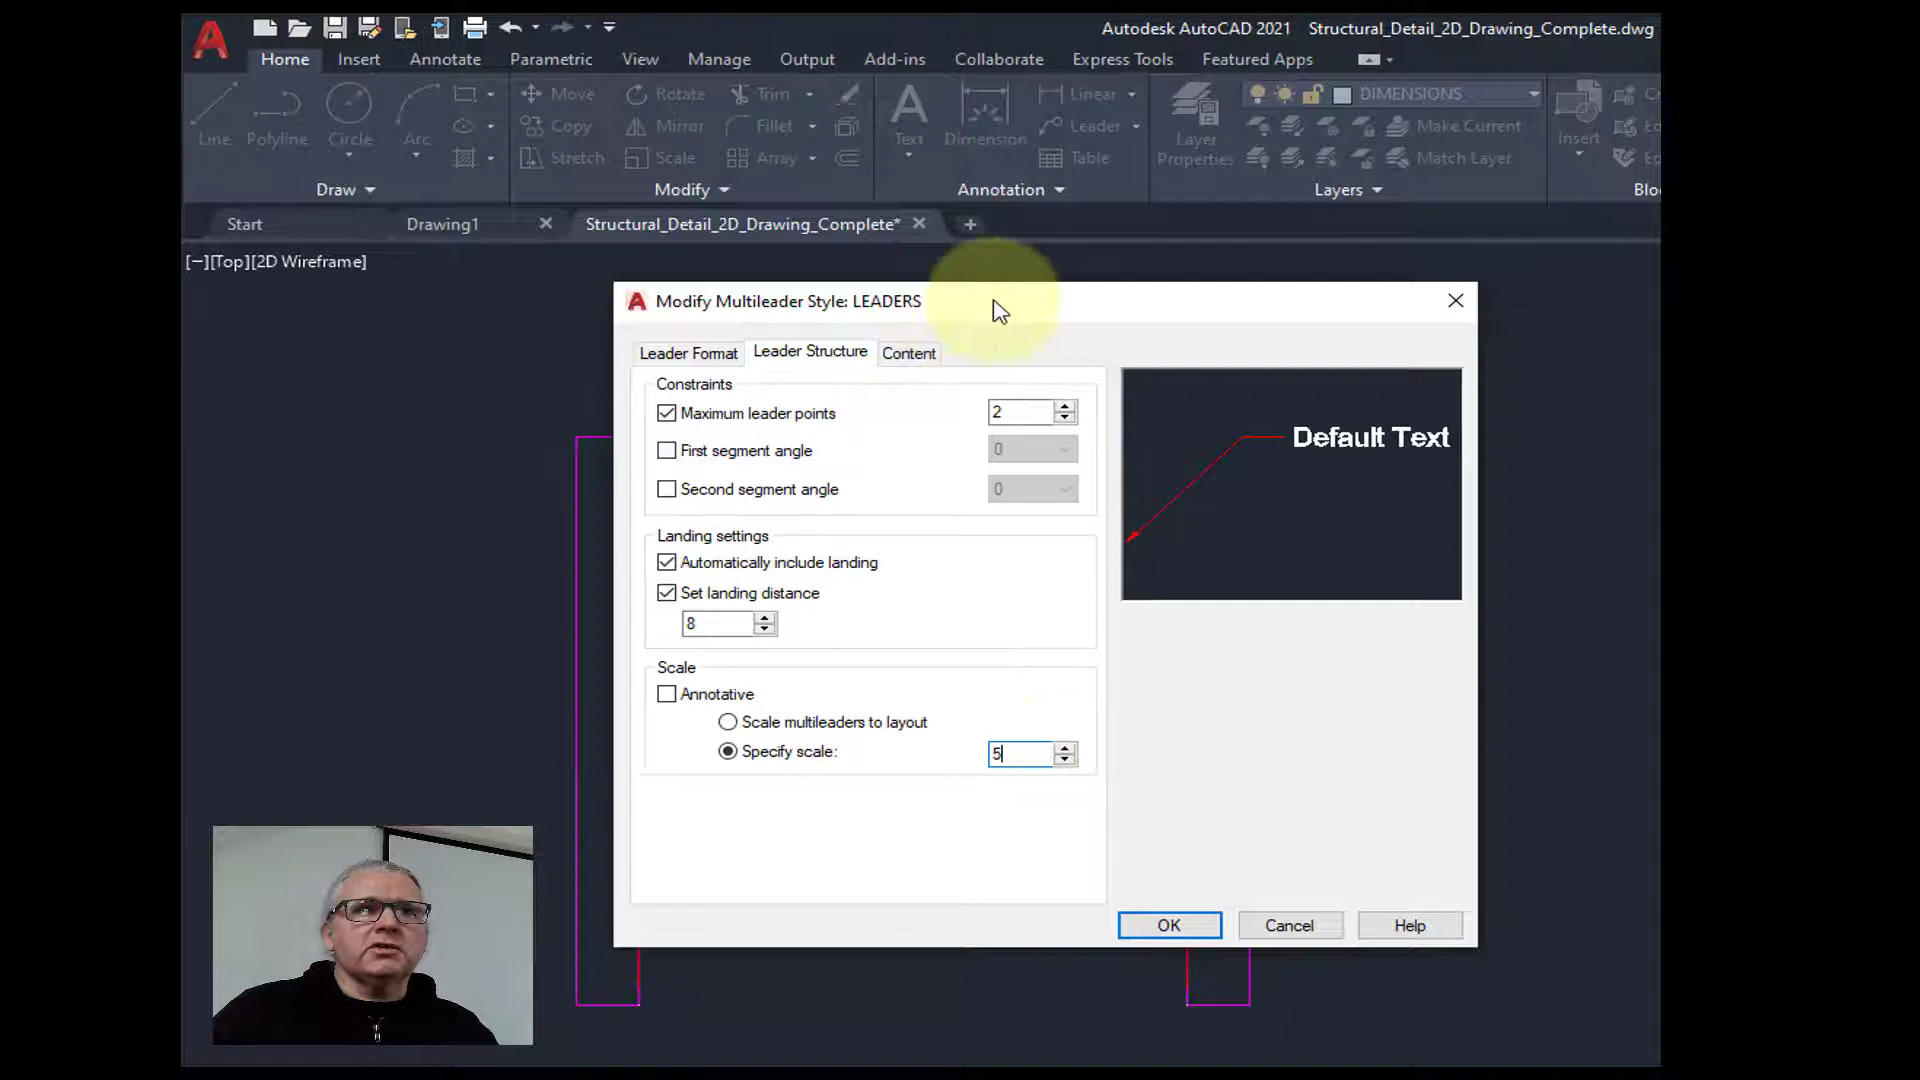 Autodesk AutoCAD 2021 Structural_Detail_2D_Drawing_Complete.dwg
Home Insert Annotate Parametric View Manage Output Add-ins Collaborate Express Tools Featured Apps
Move Rotate Trim Linear DIMENSIONS
Copy Mirror Fillet Leader Make Current
Line Polyline Circle Arc Text Dimension Layer Insert
Properties
Stretch Scale Array Table Match Layer
Draw Modify Annotation Layers Blo
Start Drawing1 Structural_Detail_2D_Drawing_Complete*
[−][Top][2D Wireframe]
Modify Multileader Style: LEADERS
Leader Format Leader Structure Content
Constraints
Maximum leader points 2
First segment angle 0
Second segment angle 0
Default Text
Landing settings
Automatically include landing
Set landing distance
8
Scale
Annotative
Scale multileaders to layout
Specify scale: 5
OK Cancel Help